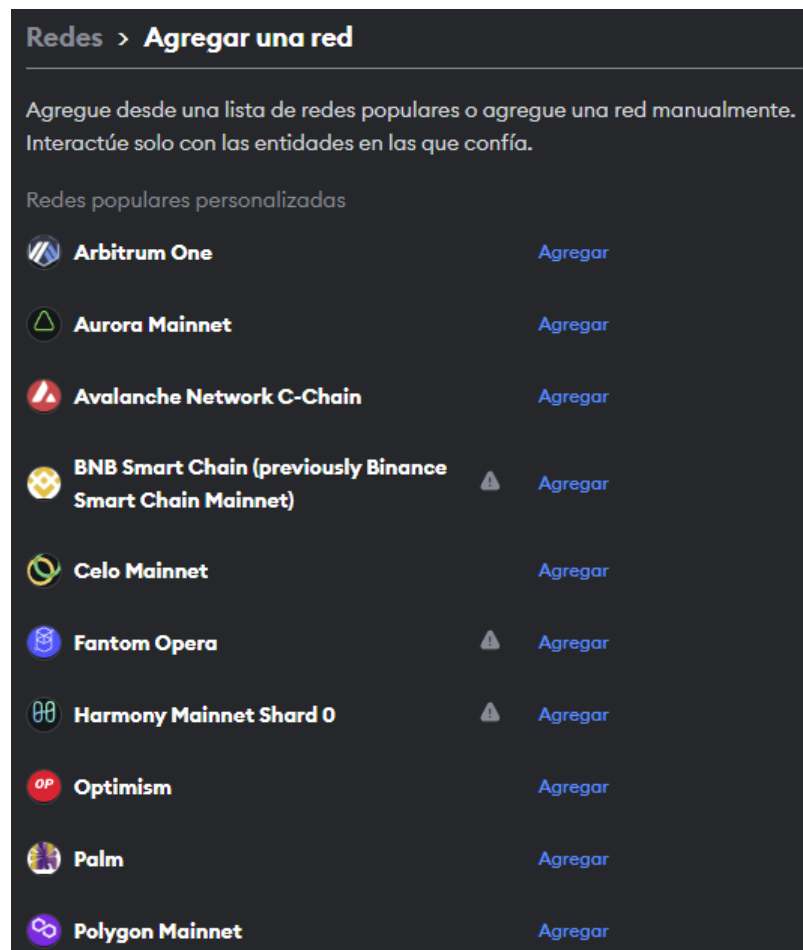 Redes > Agregar una red
Agregue desde una lista de redes populares o agregue una red manualmente.
Interactúe solo con las entidades en las que confía.
Redes populares personalizadas
Arbitrum One Agregar
Aurora Mainnet Agregar
Avalanche Network C-Chain Agregar
BNB Smart Chain (previously Binance
Smart Chain Mainnet) Agregar
Celo Mainnet Agregar
Fantom Opera Agregar
Harmony Mainnet Shard 0 Agregar
OP Optimism Agregar
Palm Agregar
Polygon Mainnet Agregar